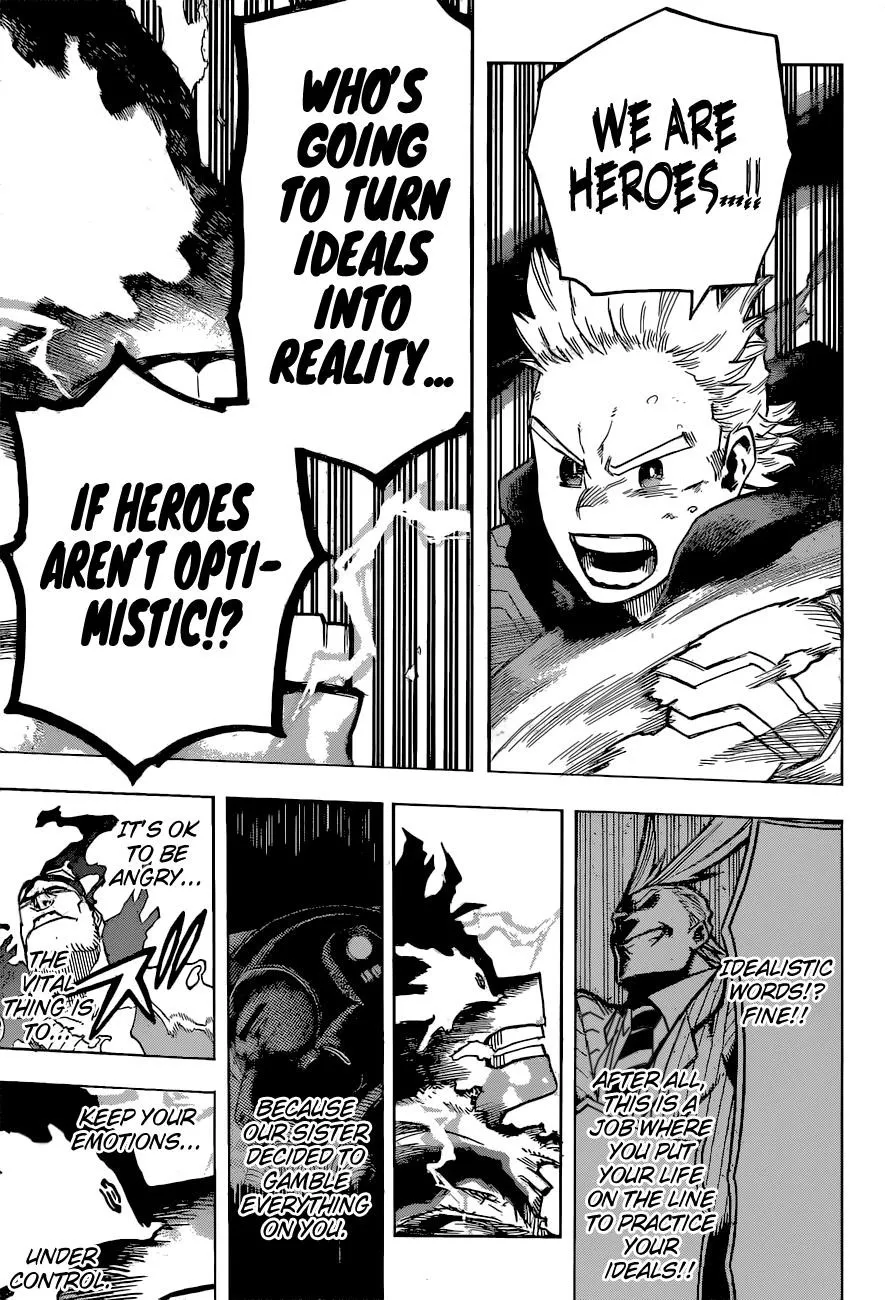 WE ARE
HEROES...!!
WHO'S
GOING
TO TURN
IDEALS
INTO
REALITY...
IF HEROES
AREN'T OPTI-
MISTIC!?
IDEALISTIC
WORDS!?
FINE!!
AFTER ALL,
THIS IS A
JOB WHERE
YOU PUT
YOUR LIFE
ON THE LINE
TO PRACTICE
YOUR
IDEALS!!
BECAUSE
OUR SISTER
DECIDED TO
GAMBLE
EVERYTHING
ON YOU.
IT'S OK
TO BE
ANGRY...
THE
VITAL
THING IS
TO...
KEEP YOUR
EMOTIONS...
UNDER
CONTROL.